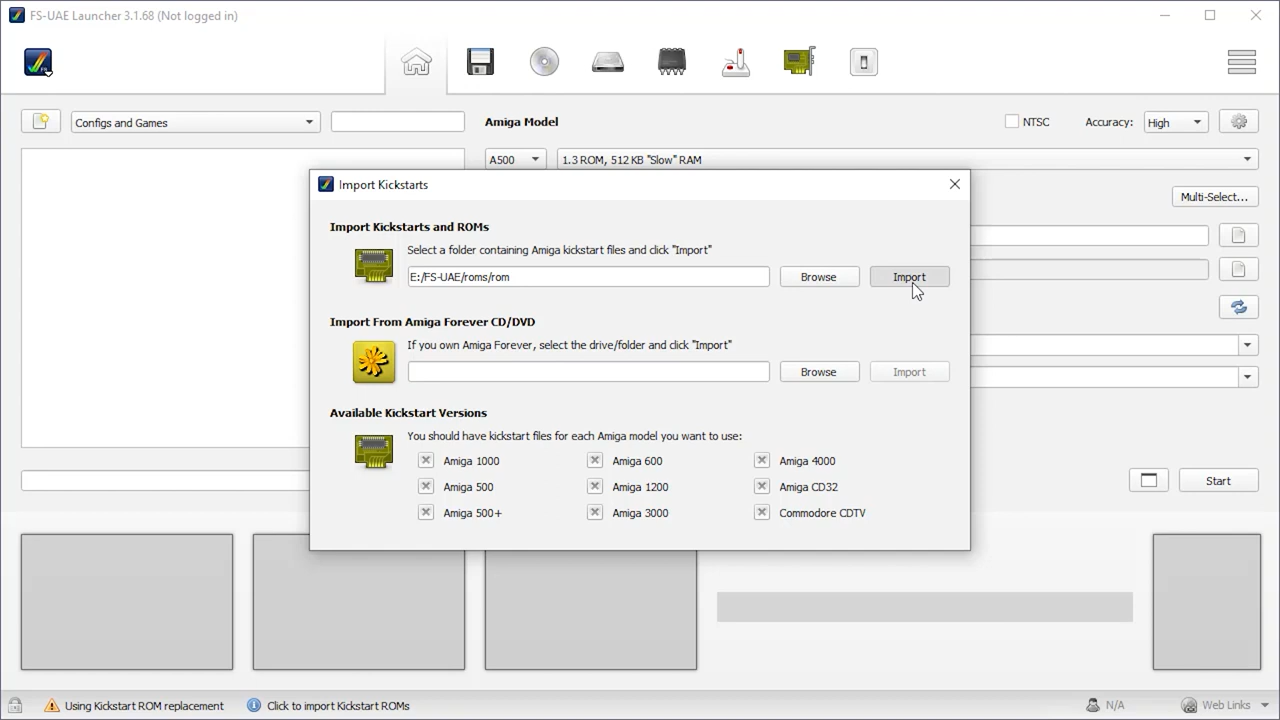 FS-UAE Launcher 3.1.68 (Not logged in)
Configs and Games
Amiga Model
NTSC
Accuracy:
High
A500
1.3 ROM, 512 KB "Slow" RAM
Import Kickstarts
Multi-Select...
Import Kickstarts and ROMs
Select a folder containing Amiga kickstart files and click "Import"
E:/FS-UAE/roms/rom
Browse
Import
Import From Amiga Forever CD/DVD
If you own Amiga Forever, select the drive/folder and click "Import"
Browse
Import
Available Kickstart Versions
You should have kickstart files for each Amiga model you want to use:
Amiga 1000
Amiga 600
Amiga 4000
Amiga 500
Amiga 1200
Amiga CD32
Amiga 500+
Amiga 3000
Commodore CDTV
Start
Using Kickstart ROM replacement
Click to import Kickstart ROMs
N/A
Web Links